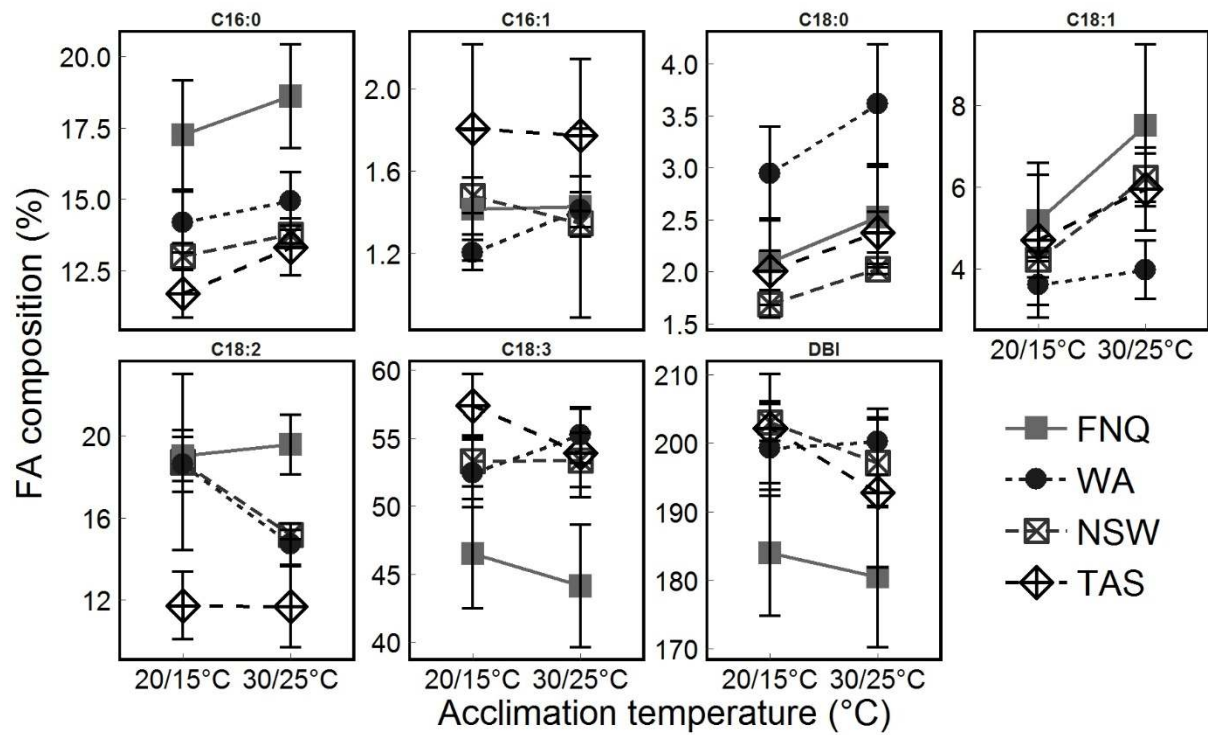 C16:0
C16:1
C18:0
C18:1
20.0
17.5
15.0
12.5
2.0
1.6
1.2
4.0
3.5
3.0
2.5
2.0
1.5
8
6
4
20/15°C 30/25°C
C18:2
C18:3
DBI
20
16
12
60
55
50
45
40
210
200
190
180
170
20/15°C 30/25°C
20/15°C 30/25°C
20/15°C 30/25°C
FA composition (%)
Acclimation temperature (°C)
FNQ
WA
NSW
TAS